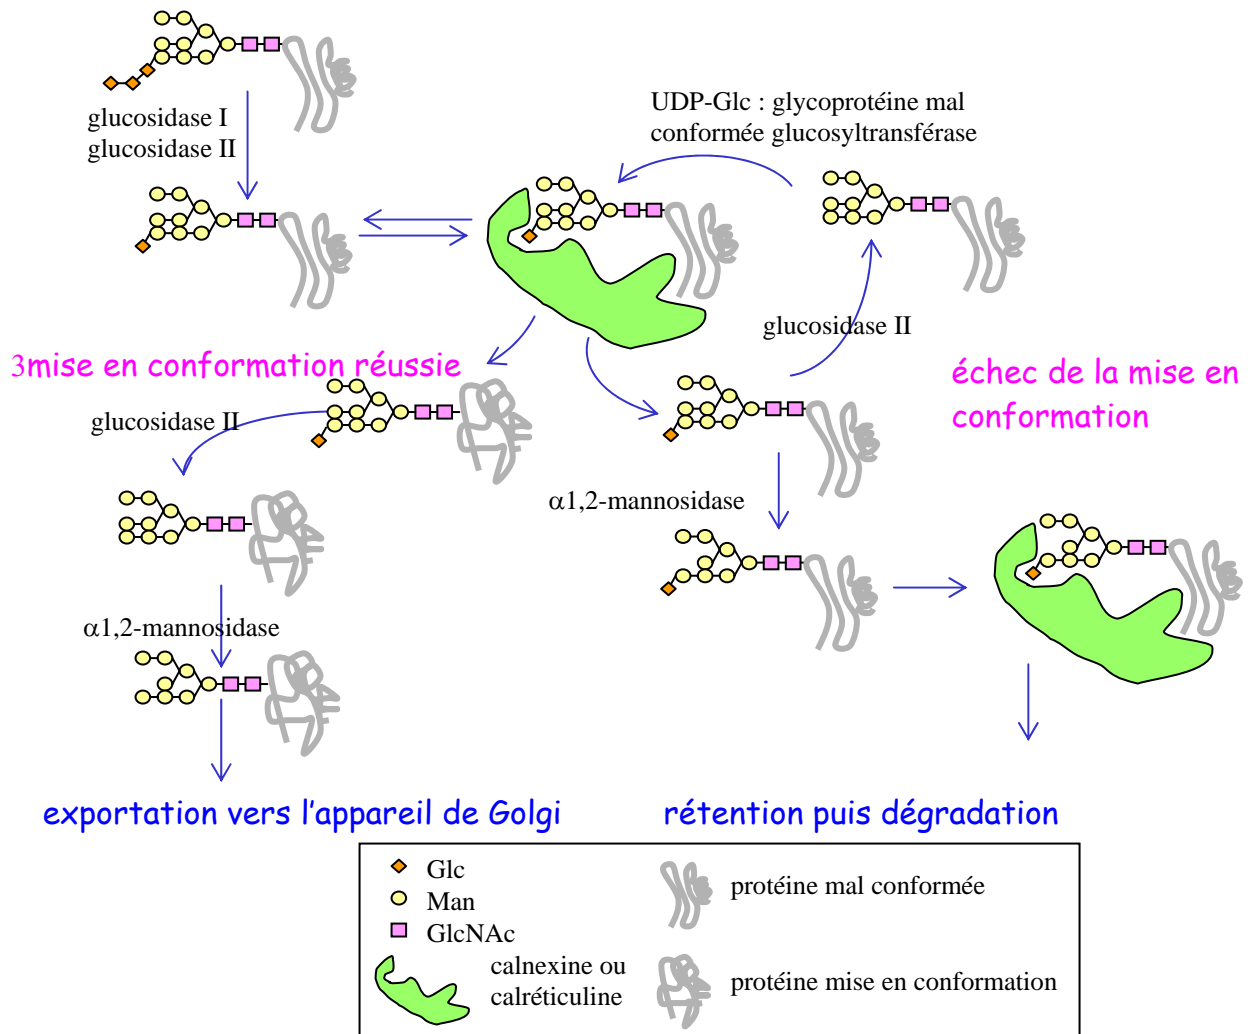 glucosidase I
glucosidase II
UDP-Glc : glycoprotéine mal
conformée glucosyltransférase
glucosidase II
3mise en conformation réussie
échec de la mise en
conformation
glucosidase II
α1,2-mannosidase
α1,2-mannosidase
exportation vers l'appareil de Golgi
rétention puis dégradation
Glc
Man
GlcNAc
calnexine ou
calréticuline
protéine mal conformée
protéine mise en conformation